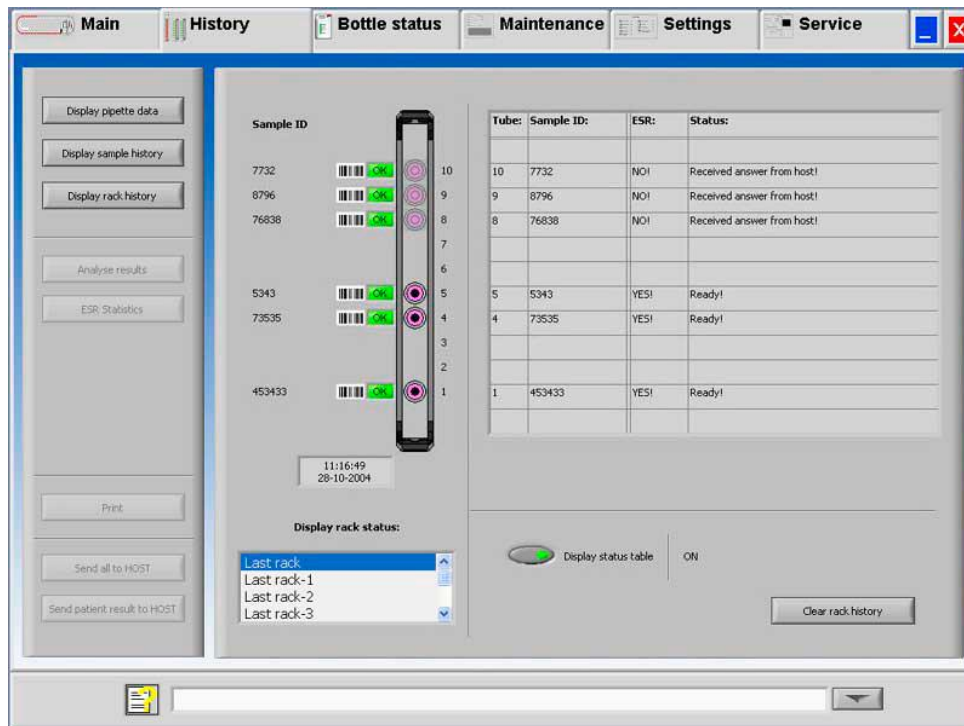 Main
History
Bottle status
Maintenance
Settings
Service
Display pipette data
Display sample history
Display rack history
Analyse results
ESR Statistics
Print
Send all to HOST
Send patient result to HOST
Sample ID
7732 OK 10
8796 OK 9
76838 OK 8
7
6
5343 OK 5
73535 OK 4
3
2
453433 OK 1
11:16:49
28-10-2004
Display rack status:
Last rack
Last rack-1
Last rack-2
Last rack-3
Tube: Sample ID: ESR: Status:
10 7732 NO! Received answer from host!
9 8796 NO! Received answer from host!
8 76838 NO! Received answer from host!
5 5343 YES! Ready!
4 73535 YES! Ready!
1 453433 YES! Ready!
Display status table ON
Clear rack history